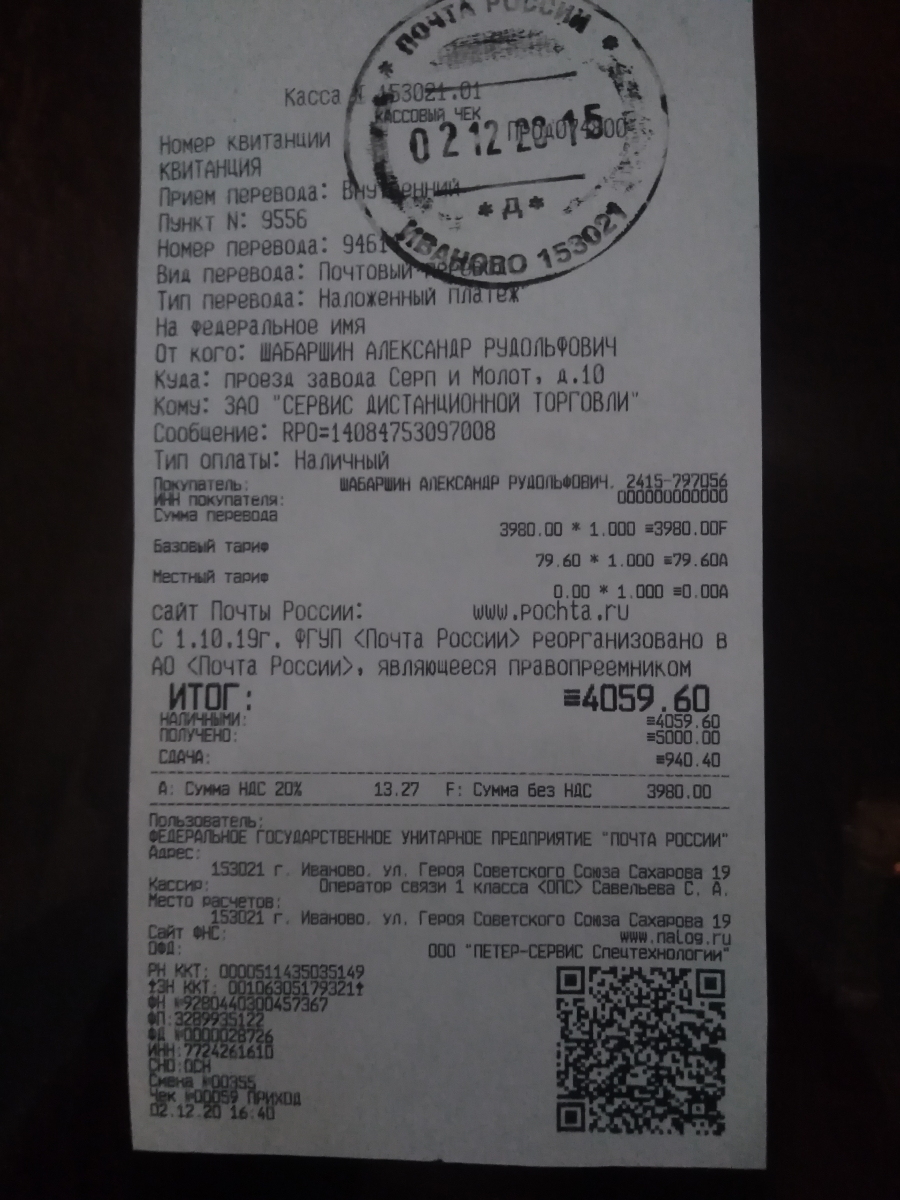 ПОЧТА РОССИИ
Касса N 153021.01
КАССОВЫЙ ЧЕК
02 12 20 15
Номер квитанции
КВИТАНЦИЯ
Прием перевода: Внутренний
* Д *
Пункт N: 9556
ИВАНОВО 153021
Номер перевода: 9461
Вид перевода: Почтовый перевод
Тип перевода: Наложенный платеж
На федеральное имя
От кого: ШАБАРШИН АЛЕКСАНДР РУДОЛЬФОВИЧ
Куда: проезд завода Серп и Молот, д.10
Кому: ЗАО "СЕРВИС ДИСТАНЦИОННОЙ ТОРГОВЛИ"
Сообщение: RPO=14084753097008
Тип оплаты: Наличный
Покупатель: ШАБАРШИН АЛЕКСАНДР РУДОЛЬФОВИЧ. 2415-797056
ИНН покупателя: 000000000000
Сумма перевода
3980.00 * 1.000 ≡3980.00F
Базовый тариф
79.60 * 1.000 ≡79.60A
Местный тариф
0.00 * 1.000 ≡0.00A
сайт Почты России: www.pochta.ru
С 1.10.19г. ФГУП <Почта России> реорганизовано в
АО <Почта России>, являющееся правопреемником
ИТОГ: ≡4059.60
НАЛИЧНЫМИ: ≡4059.60
ПОЛУЧЕНО: ≡5000.00
СДАЧА: ≡940.40
A: Сумма НДС 20% 13.27 F: Сумма без НДС 3980.00
Пользователь:
ФЕДЕРАЛЬНОЕ ГОСУДАРСТВЕННОЕ УНИТАРНОЕ ПРЕДПРИЯТИЕ "ПОЧТА РОССИИ"
Адрес:
153021 г. Иваново. ул. Героя Советского Союза Сахарова 19
Кассир: Оператор связи 1 класса <ОПС> Савельева С. А.
Место расчетов:
153021 г. Иваново. ул. Героя Советского Союза Сахарова 19
Сайт ФНС: www.nalog.ru
ОФД: ООО "ПЕТЕР-СЕРВИС Спецтехнологии"
РН ККТ: 0000511435035149
ЗН ККТ: 00106305179321
ФН №9280440300457367
ФП:3289935122
ФД №0000028726
ИНН:7724261610
СНО:ОСН
Смена №00355
Чек №00059 ПРИХОД
02.12.20 16:40